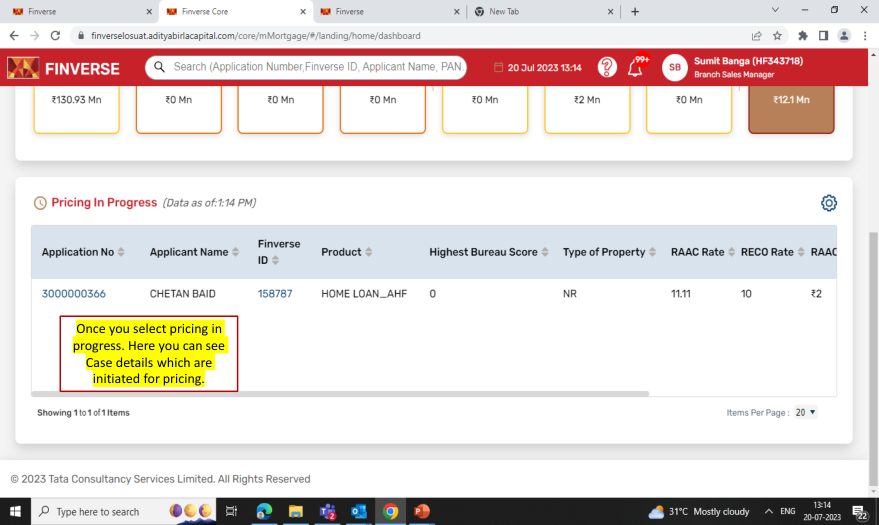 Finverse
Finverse Core
Finverse
New Tab
finverselosuat.adityabirlacapital.com/core/mMortgage/#/landing/home/dashboard
FINVERSE
Search (Application Number,Finverse ID, Applicant Name, PAN
20 Jul 2023 13:14
99+
SB
Sumit Banga (HF343718)
Branch Sales Manager
₹130.93 Mn ₹0 Mn ₹0 Mn ₹0 Mn ₹0 Mn ₹2 Mn ₹0 Mn ₹12.1 Mn
Pricing In Progress (Data as of:1:14 PM)
Application No Applicant Name Finverse ID Product Highest Bureau Score Type of Property RAAC Rate RECO Rate RAAC
3000000366 CHETAN BAID 158787 HOME LOAN_AHF 0 NR 11.11 10 ₹2
Once you select pricing in
progress. Here you can see
Case details which are
initiated for pricing.
Showing 1 to 1 of 1 Items
Items Per Page : 20
© 2023 Tata Consultancy Services Limited. All Rights Reserved
Type here to search
31°C Mostly cloudy
ENG
13:14
20-07-2023
22